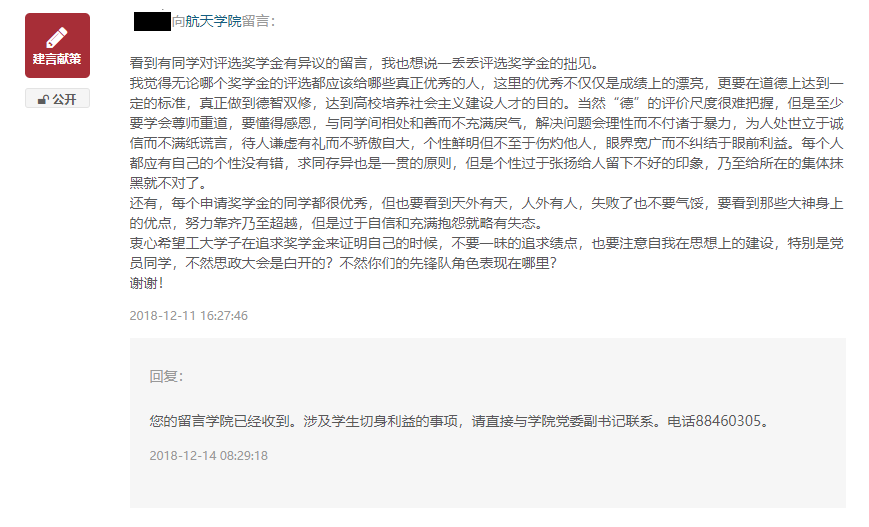 建言献策
公开
向航天学院留言：
看到有同学对评选奖学金有异议的留言，我也想说一丢丢评选奖学金的拙见。
我觉得无论哪个奖学金的评选都应该给哪些真正优秀的人，这里的优秀不仅仅是成绩上的漂亮，更要在道德上达到一
定的标准，真正做到德智双修，达到高校培养社会主义建设人才的目的。当然“德”的评价尺度很难把握，但是至少
要学会尊师重道，要懂得感恩，与同学间相处和善而不充满戾气，解决问题会理性而不付诸于暴力，为人处世立于诚
信而不满纸谎言，待人谦虚有礼而不骄傲自大，个性鲜明但不至于伤灼他人，眼界宽广而不纠结于眼前利益。每个人
都应有自己的个性没有错，求同存异也是一贯的原则，但是个性过于张扬给人留下不好的印象，乃至给所在的集体抹
黑就不对了。
还有，每个申请奖学金的同学都很优秀，但也要看到天外有天，人外有人，失败了也不要气馁，要看到那些大神身上
的优点，努力靠齐乃至超越，但是过于自信和充满抱怨就略有失态。
衷心希望工大学子在追求奖学金来证明自己的时候，不要一昧的追求绩点，也要注意自我在思想上的建设，特别是党
员同学，不然思政大会是白开的？不然你们的先锋队角色表现在哪里？
谢谢！
2018-12-11 16:27:46
回复：
您的留言学院已经收到。涉及学生切身利益的事项，请直接与学院党委副书记联系。电话88460305。
2018-12-14 08:29:18